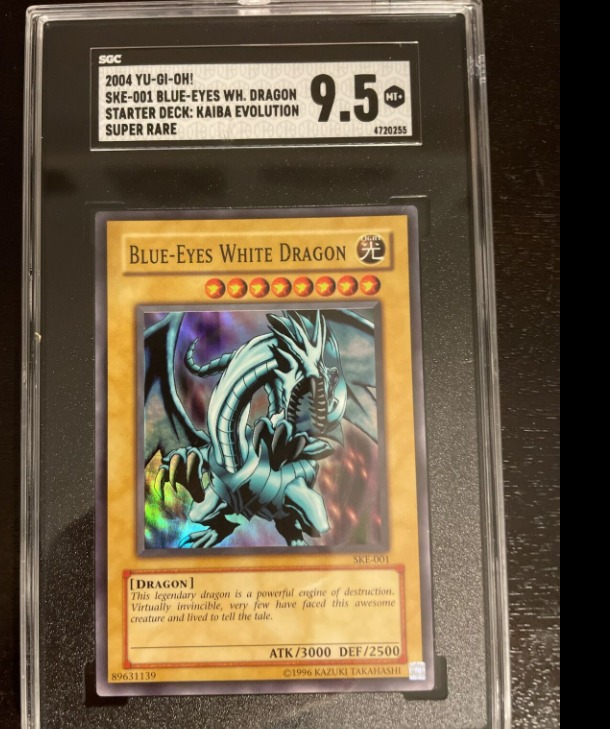 SGC
2004 YU-GI-OH!
SKE-001 BLUE-EYES WH. DRAGON
STARTER DECK: KAIBA EVOLUTION
SUPER RARE
9.5
MT+
4720255
BLUE-EYES WHITE DRAGON
LIGHT
光
SKE-001
[DRAGON]
This legendary dragon is a powerful engine of destruction.
Virtually invincible, very few have faced this awesome
creature and lived to tell the tale.
ATK/3000 DEF/2500
89631139
©1996 KAZUKI TAKAHASHI